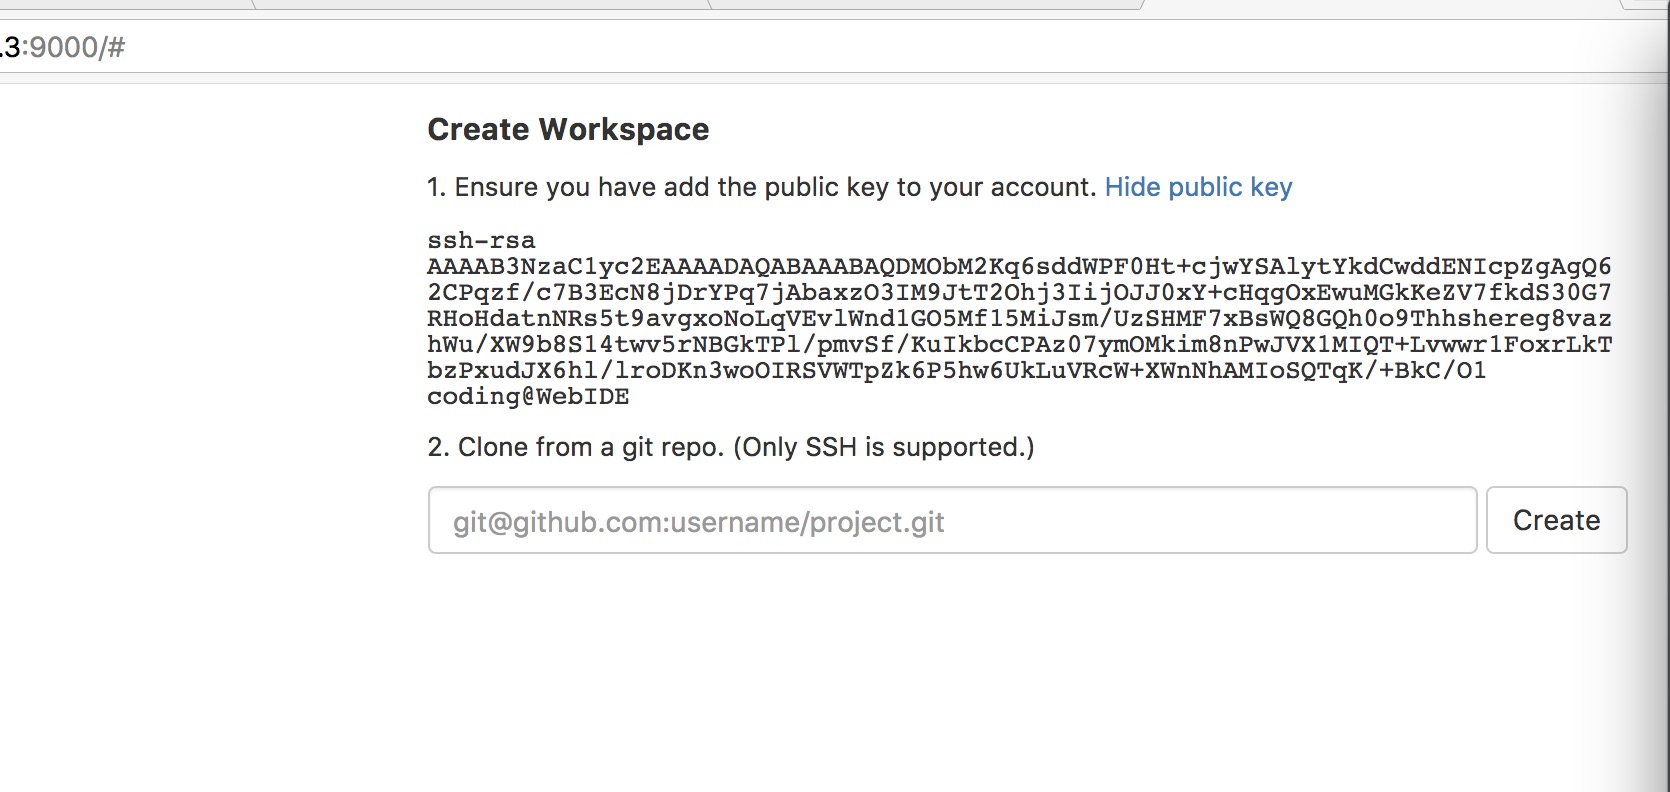 .3:9000/#
Create Workspace
1. Ensure you have add the public key to your account. Hide public key
ssh-rsa
AAAAB3NzaC1yc2EAAAADAQABAAABAQDMObM2Kq6sddWPF0Ht+cjwYSAlytYkdCwddENIcpZgAgQ6
2CPqzf/c7B3EcN8jDrYPq7jAbaxzO3IM9JtT2Ohj3IijOJJ0xY+cHqgOxEwuMGkKeZV7fkdS30G7
RHoHdatnNRs5t9avgxoNoLqVEvlWnd1GO5Mf15MiJsm/UzSHMF7xBsWQ8GQh0o9Thhshereg8vaz
hWu/XW9b8S14twv5rNBGkTPl/pmvSf/KuIkbcCPAz07ymOMkim8nPwJVX1MIQT+Lvwwr1FoxrLkT
bzPxudJX6hl/lroDKn3woOIRSVWTpZk6P5hw6UkLuVRcW+XWnNhAMIoSQTqK/+BkC/O1
coding@WebIDE
2. Clone from a git repo. (Only SSH is supported.)
git@github.com:username/project.git
Create